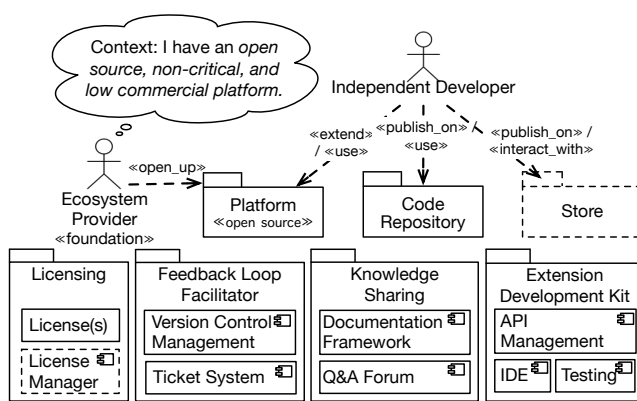 Context: I have an open
source, non-critical, and
low commercial platform.
Independent Developer
«extend»
/ «use»
«publish_on» /
«use»
«publish_on» /
«interact_with»
«open_up»
Ecosystem
Provider
«foundation»
Platform
«open source»
Code
Repository
Store
Licensing
License(s)
License
Manager
Feedback Loop
Facilitator
Version Control
Management
Ticket System
Knowledge
Sharing
Documentation
Framework
Q&A Forum
Extension
Development Kit
API
Management
IDE
Testing